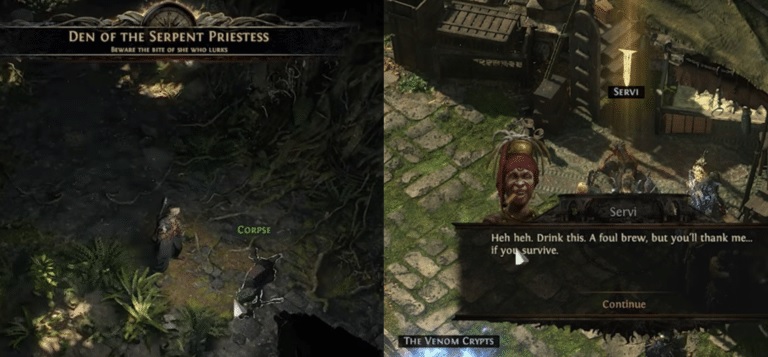 Den of the Serpent Priestess
Beware the bite of she who lurks
Corpse
Servi
Servi
Heh heh. Drink this. A foul brew, but you'll thank me...
if you survive.
Continue
The Venom Crypts